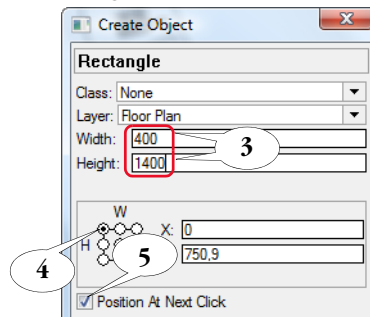 Create Object
Rectangle
Class: None
Layer: Floor Plan
Width: 400
Height: 1400
3
W
H
X: 0
750,9
4
5
Position At Next Click